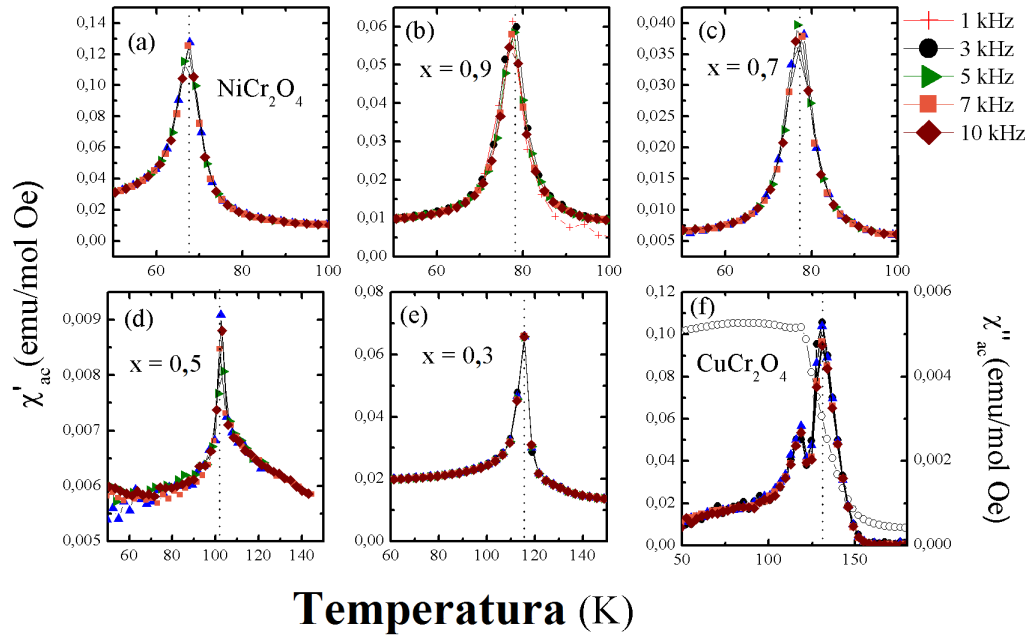 (a)
NiCr₂O₄
0,14
0,12
0,10
0,08
0,06
0,04
0,02
0,00
60 80 100
(b)
x = 0,9
0,06
0,05
0,04
0,03
0,02
0,01
0,00
60 80 100
(c)
x = 0,7
0,040
0,035
0,030
0,025
0,020
0,015
0,010
0,005
60 80 100
1 kHz
3 kHz
5 kHz
7 kHz
10 kHz
χ'ac (emu/mol Oe)
(d)
x = 0,5
0,009
0,008
0,007
0,006
0,005
60 80 100 120 140
(e)
x = 0,3
0,08
0,06
0,04
0,02
0,00
60 80 100 120 140
(f)
CuCr₂O₄
0,12
0,10
0,08
0,06
0,04
0,02
0,00
50 100 150
0,006
0,004
0,002
0,000
χ''ac (emu/mol Oe)
Temperatura (K)